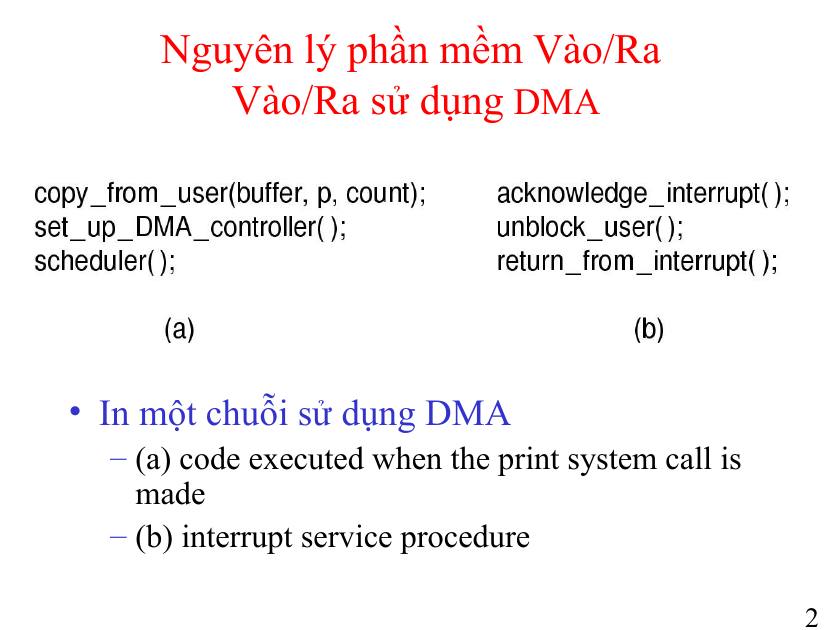 Nguyên lý phần mềm Vào/Ra
Vào/Ra sử dụng DMA
copy_from_user(buffer, p, count);
set_up_DMA_controller( );
scheduler( );
(a)
acknowledge_interrupt( );
unblock_user( );
return_from_interrupt( );
(b)
• In một chuỗi sử dụng DMA
– (a) code executed when the print system call is
made
– (b) interrupt service procedure
2